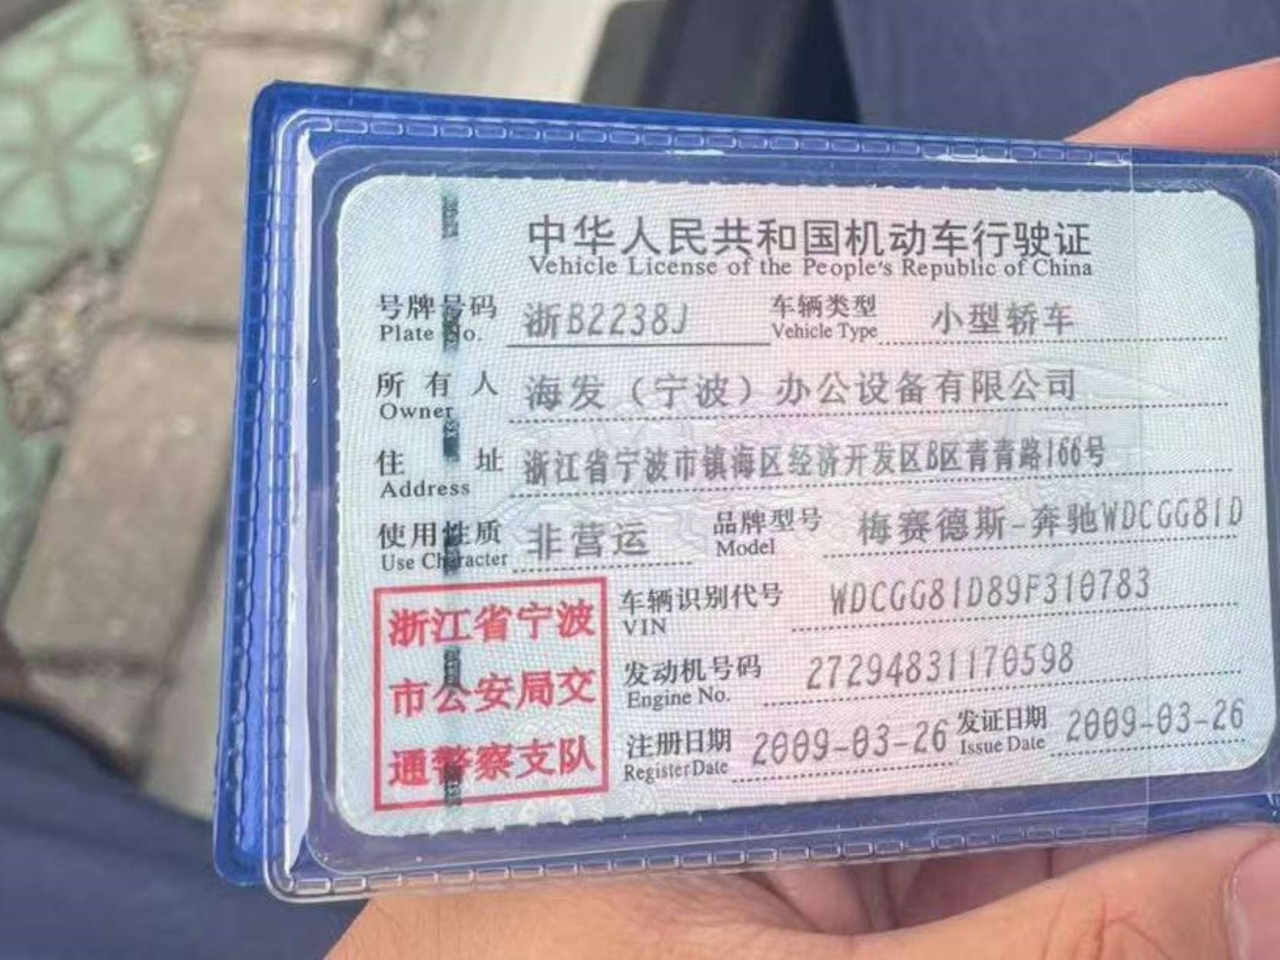 中华人民共和国机动车行驶证
Vehicle License of the People's Republic of China
号牌号码 浙B2238J 车辆类型 小型轿车
Plate No. Vehicle Type
所有人 海发（宁波）办公设备有限公司
Owner
住址 浙江省宁波市镇海区经济开发区B区青青路166号
Address
使用性质 非营运 品牌型号 梅赛德斯-奔驰WDCGG81D
Use Character Model
浙江省宁波
市公安局交
通警察支队
车辆识别代号 WDCGG81D89F310783
VIN
发动机号码 27294831170598
Engine No.
注册日期 2009-03-26 发证日期 2009-03-26
Register Date Issue Date